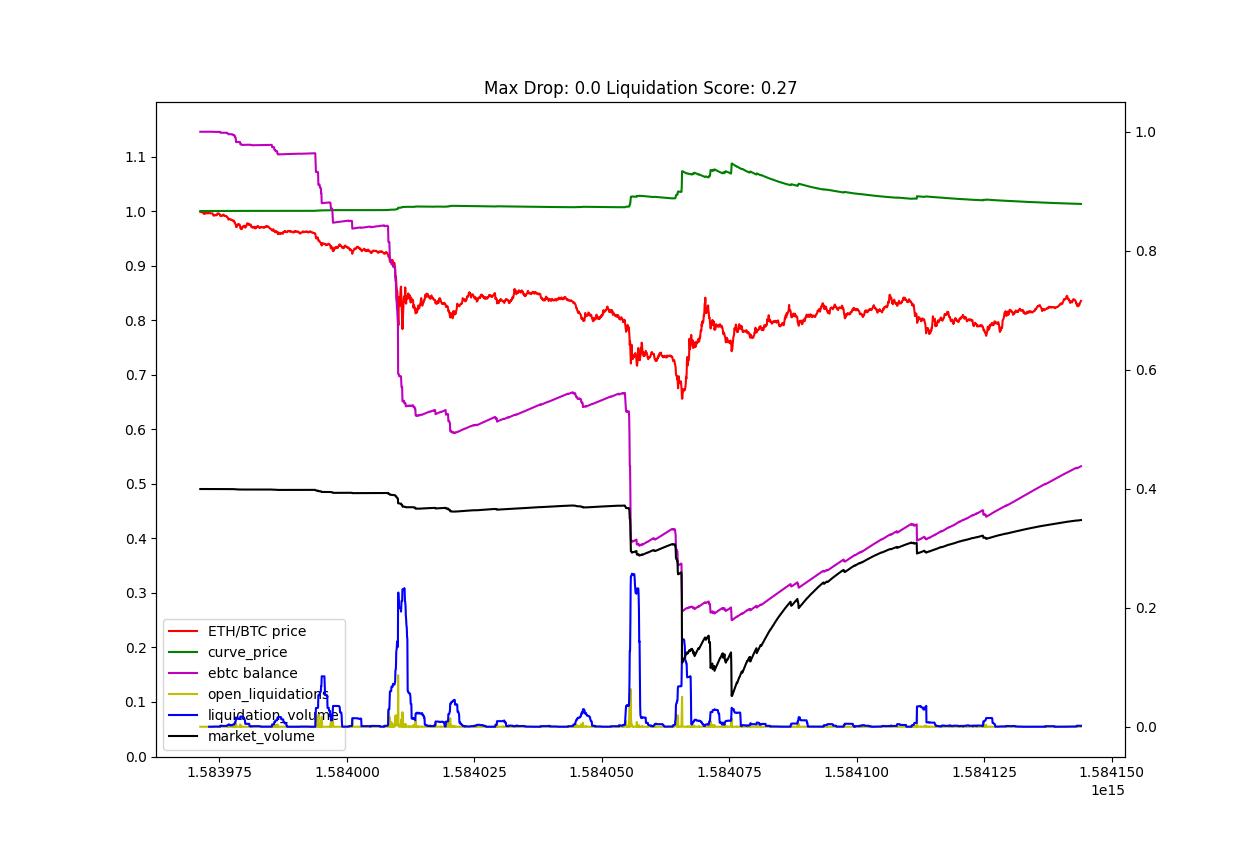 Max Drop: 0.0 Liquidation Score: 0.27
1.1
1.0
0.9
0.8
0.7
0.6
0.5
0.4
0.3
0.2
0.1
0.0
1.0
0.8
0.6
0.4
0.2
0.0
ETH/BTC price
curve_price
ebtc balance
open_liquidations
liquidation_volume
market_volume
1.583975 1.584000 1.584025 1.584050 1.584075 1.584100 1.584125 1.584150
1e15